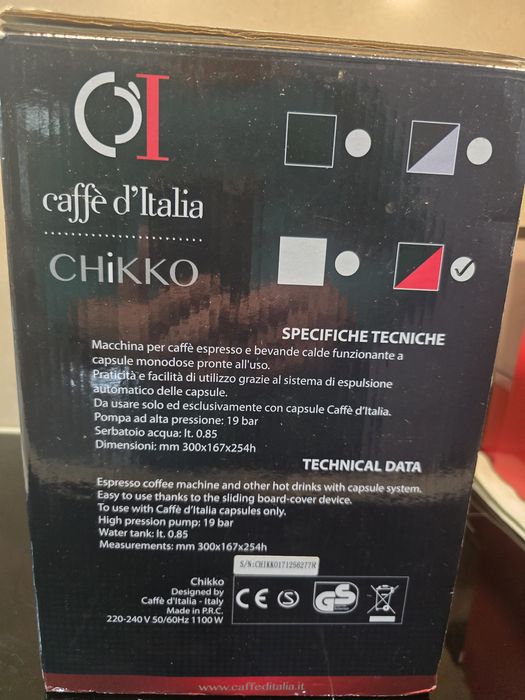 caffè d'Italia
CHiKKO
SPECIFICHE TECNICHE
Macchina per caffè espresso e bevande calde funzionante a
capsule monodose pronte all'uso.
Praticità e facilità di utilizzo grazie al sistema di espulsione
automatico delle capsule.
Da usare solo ed esclusivamente con capsule Caffè d'Italia.
Pompa ad alta pressione: 19 bar
Serbatoio acqua: lt. 0.85
Dimensioni: mm 300x167x254h
TECHNICAL DATA
Espresso coffee machine and other hot drinks with capsule system.
Easy to use thanks to the sliding board-cover device.
To use with Caffè d'Italia capsules only.
High pression pump: 19 bar
Water tank: lt. 0.85
Measurements: mm 300x167x254h
S/N:CHIKKO171256277R
Chikko
Designed by
Caffè d'Italia - Italy
Made in P.R.C.
220-240 V 50/60Hz 1100 W
CE S GS
www.caffeditalia.it